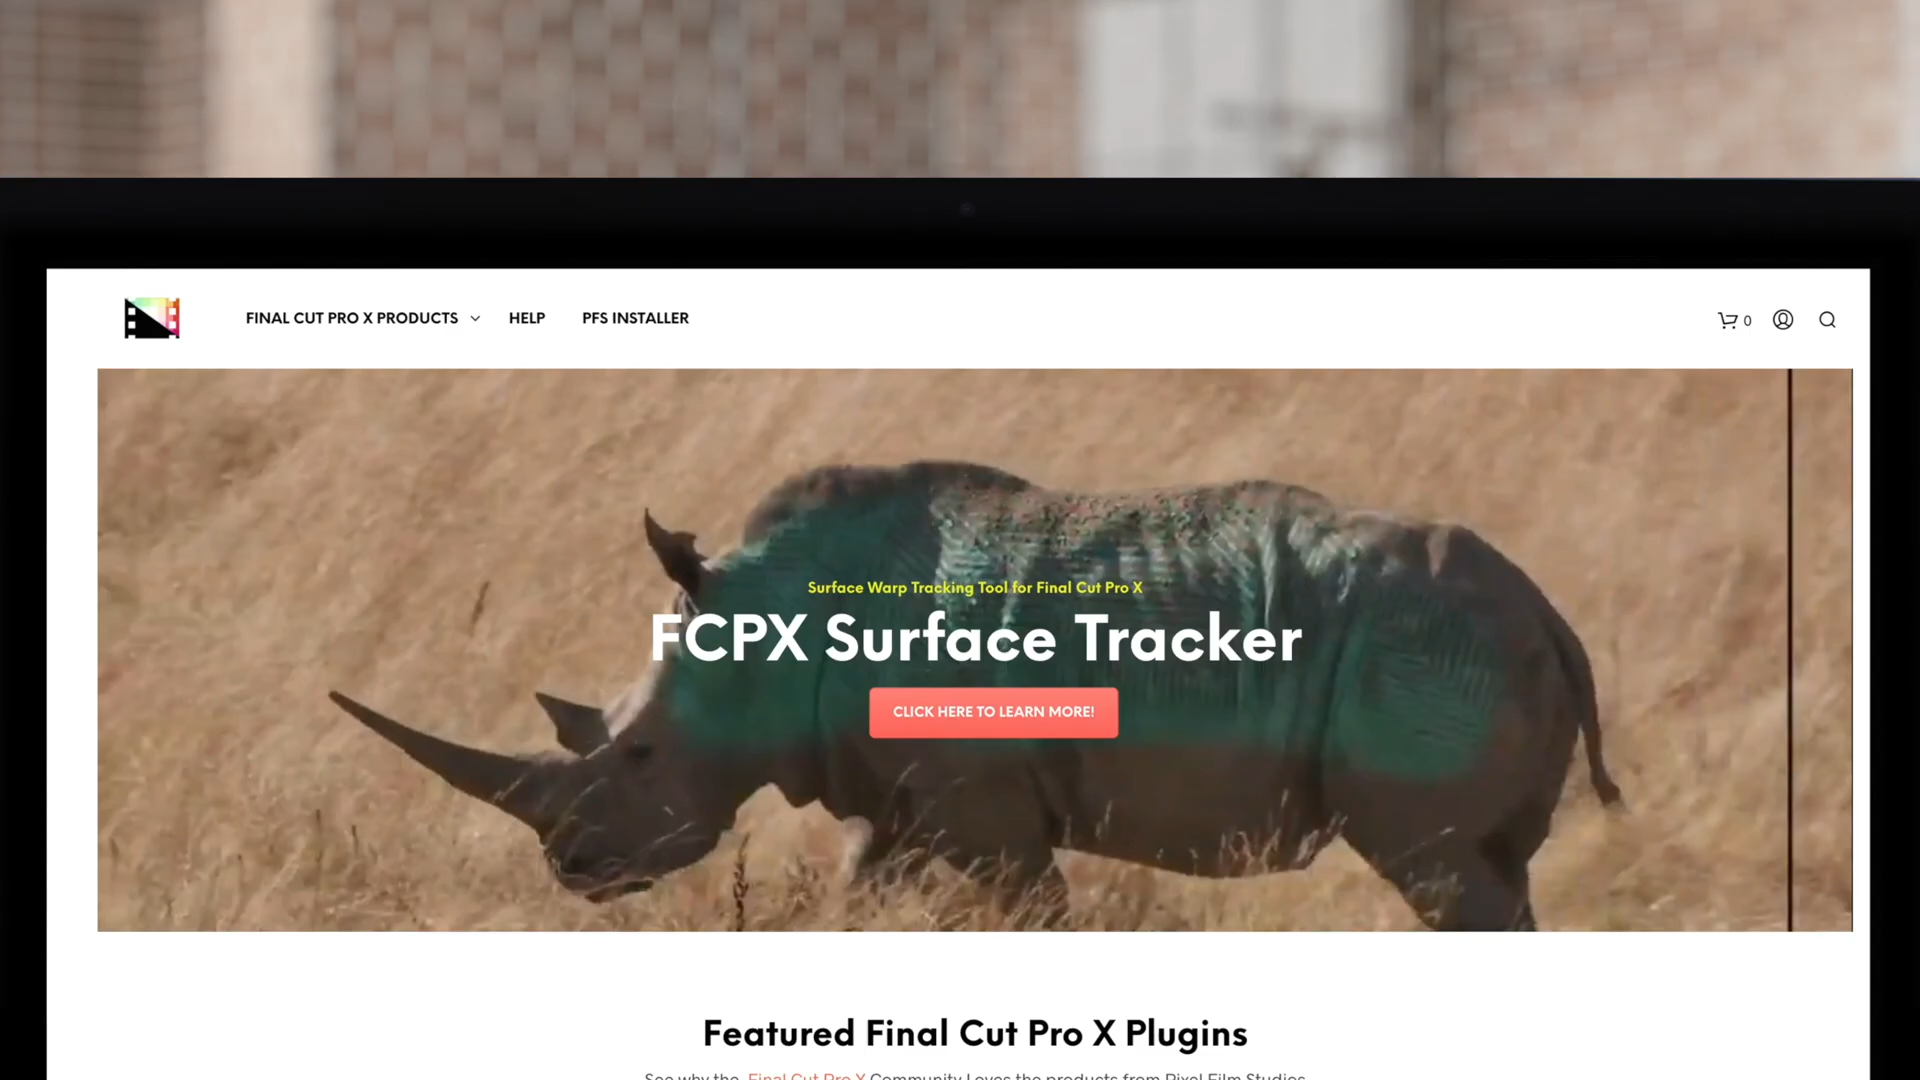 FINAL CUT PRO X PRODUCTS HELP PFS INSTALLER 0
Surface Warp Tracking Tool for Final Cut Pro X
FCPX Surface Tracker
CLICK HERE TO LEARN MORE!
Featured Final Cut Pro X Plugins
See why the Final Cut Pro X Community Loves the products from Pixel Film Studios